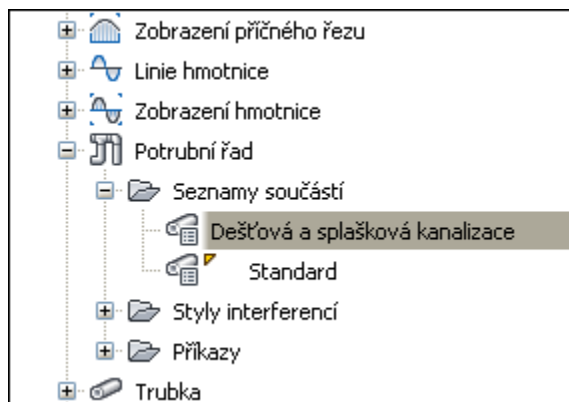 Zobrazení příčného řezu
Linie hmotnice
Zobrazení hmotnice
Potrubní řad
Seznamy součástí
Dešťová a splašková kanalizace
Standard
Styly interferencí
Příkazy
Trubka